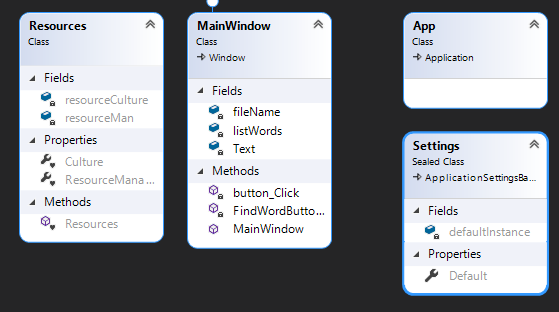 Resources
Class
Fields
resourceCulture
resourceMan
Properties
Culture
ResourceMana...
Methods
Resources
MainWindow
Class
Window
Fields
fileName
listWords
Text
Methods
button_Click
FindWordButto...
MainWindow
App
Class
Application
Settings
Sealed Class
ApplicationSettingsBa...
Fields
defaultInstance
Properties
Default